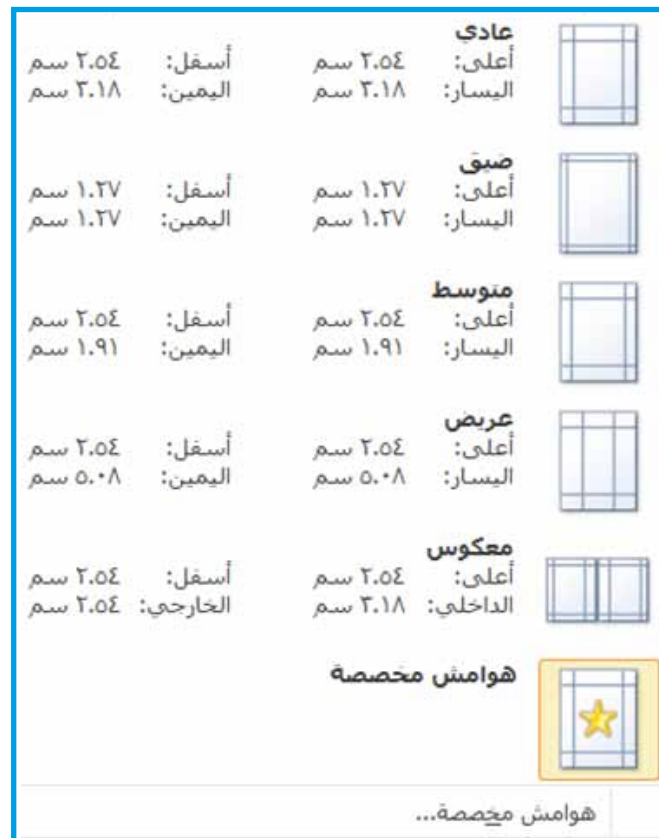 عادي
أعلى: ٢.٥٤ سم أسفل: ٢.٥٤ سم
اليسار: ٣.١٨ سم اليمين: ٣.١٨ سم
ضيق
أعلى: ١.٢٧ سم أسفل: ١.٢٧ سم
اليسار: ١.٢٧ سم اليمين: ١.٢٧ سم
متوسط
أعلى: ٢.٥٤ سم أسفل: ٢.٥٤ سم
اليسار: ١.٩١ سم اليمين: ١.٩١ سم
عريض
أعلى: ٢.٥٤ سم أسفل: ٢.٥٤ سم
اليسار: ٥.٠٨ سم اليمين: ٥.٠٨ سم
معكوس
أعلى: ٢.٥٤ سم أسفل: ٢.٥٤ سم
الداخلي: ٣.١٨ سم الخارجي: ٢.٥٤ سم
هوامش مخصصة
هوامش مخصصة...